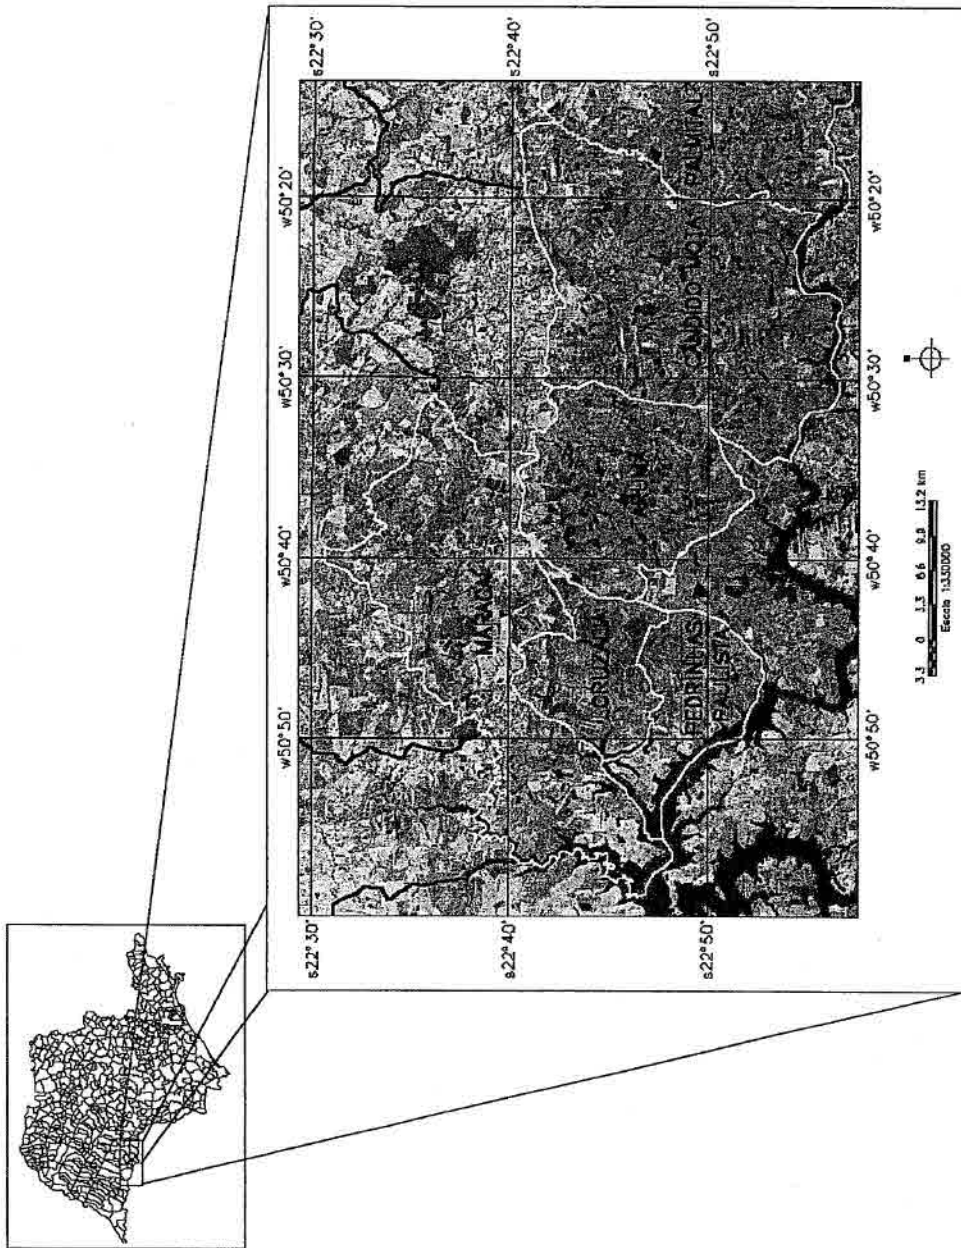 w50°50' w50°40' w50°30' w50°20'
s22°30' s22°30'
MARACAÍ
s22°40' s22°40'
CRUZÁLIA
PEDRINHAS
PAULISTA
CÂNDIDO MOTA
PALMITAL
s22°50' s22°50'
w50°50' w50°40' w50°30' w50°20'
3.3 0 3.3 6.6 9.9 13.2 km
Escala 1:330000